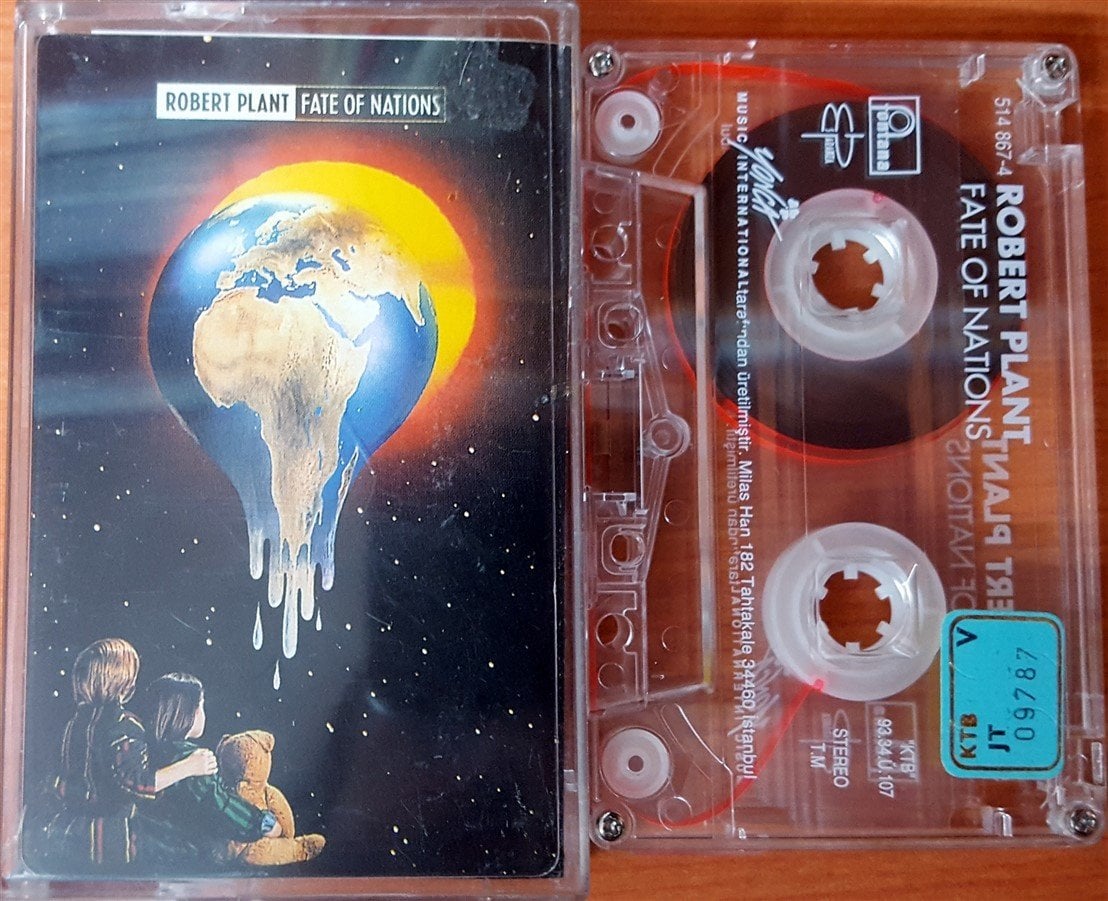 ROBERT PLANT FATE OF NATIONS
514 867-4
ROBERT PLANT
FATE OF NATIONS
fontana
MUSIC INTERNATIONAL
tarafından üretilmiştir. Milas Han 182 Tahtakale 34460 İstanbul
KTB
93.34.Ü.107
STEREO
T.M
V
09787
JT
KTB